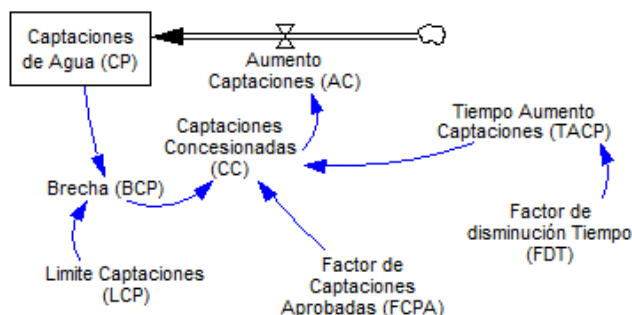 Captaciones
de Agua (CP)
Aumento
Captaciones (AC)
Captaciones
Concesionadas
(CC)
Tiempo Aumento
Captaciones (TACP)
Brecha (BCP)
Limite Captaciones
(LCP)
Factor de
Captaciones
Aprobadas (FCPA)
Factor de
disminución Tiempo
(FDT)